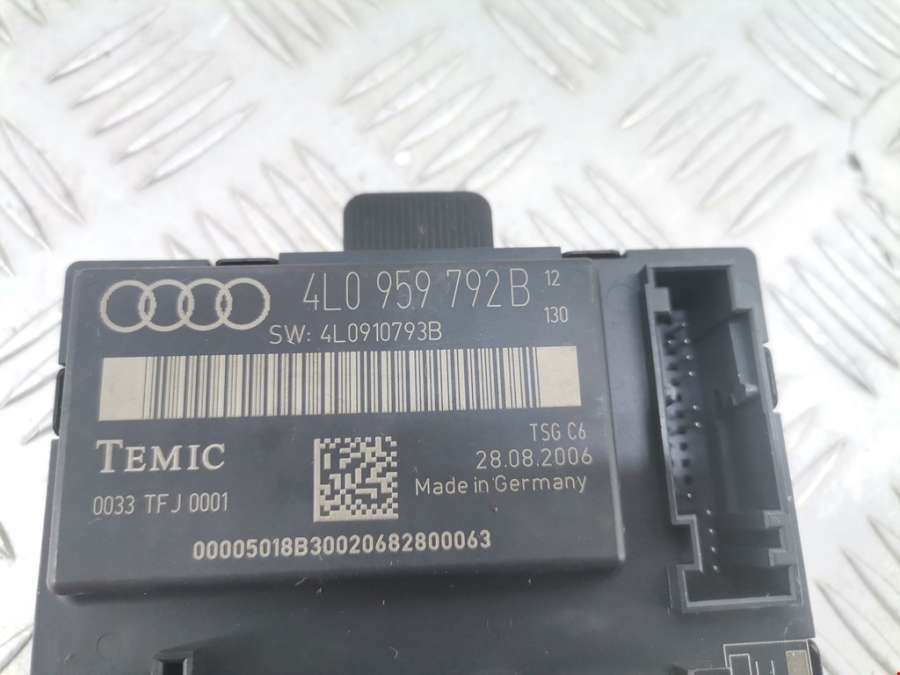 4L0 959 792B 12
130
SW: 4L0910793B
TEMIC
TSG C6
28.08.2006
Made in Germany
0033 TFJ 0001
00005018B30020682800063